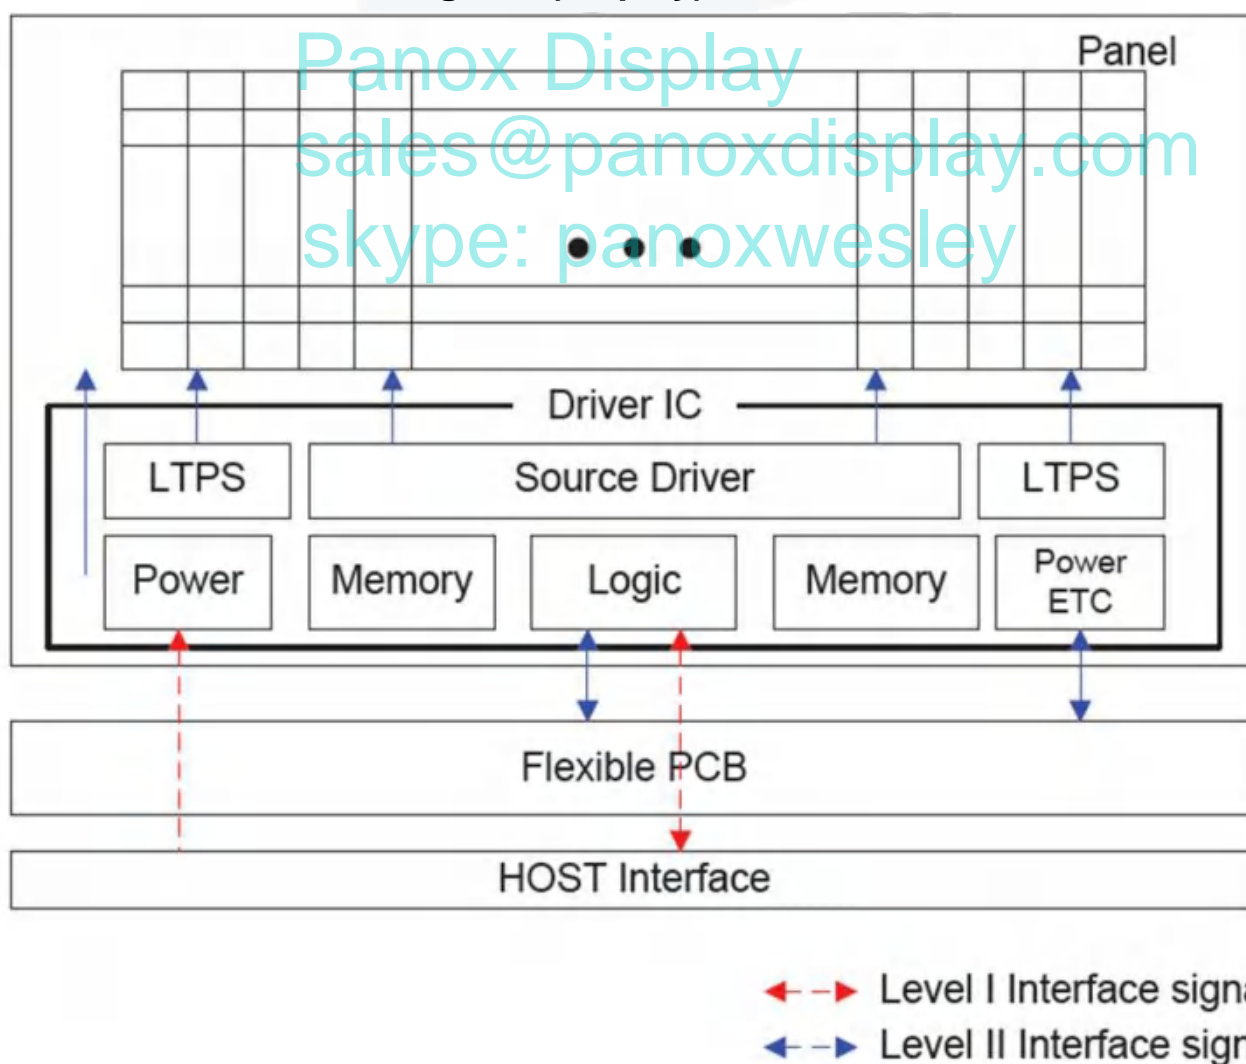 Panel
Panox Display
sales@panoxdisplay.com
skype: panoxwesley
Driver IC
LTPS
Source Driver
LTPS
Power
Memory
Logic
Memory
Power
ETC
Flexible PCB
HOST Interface
Level I Interface signa
Level II Interface sign